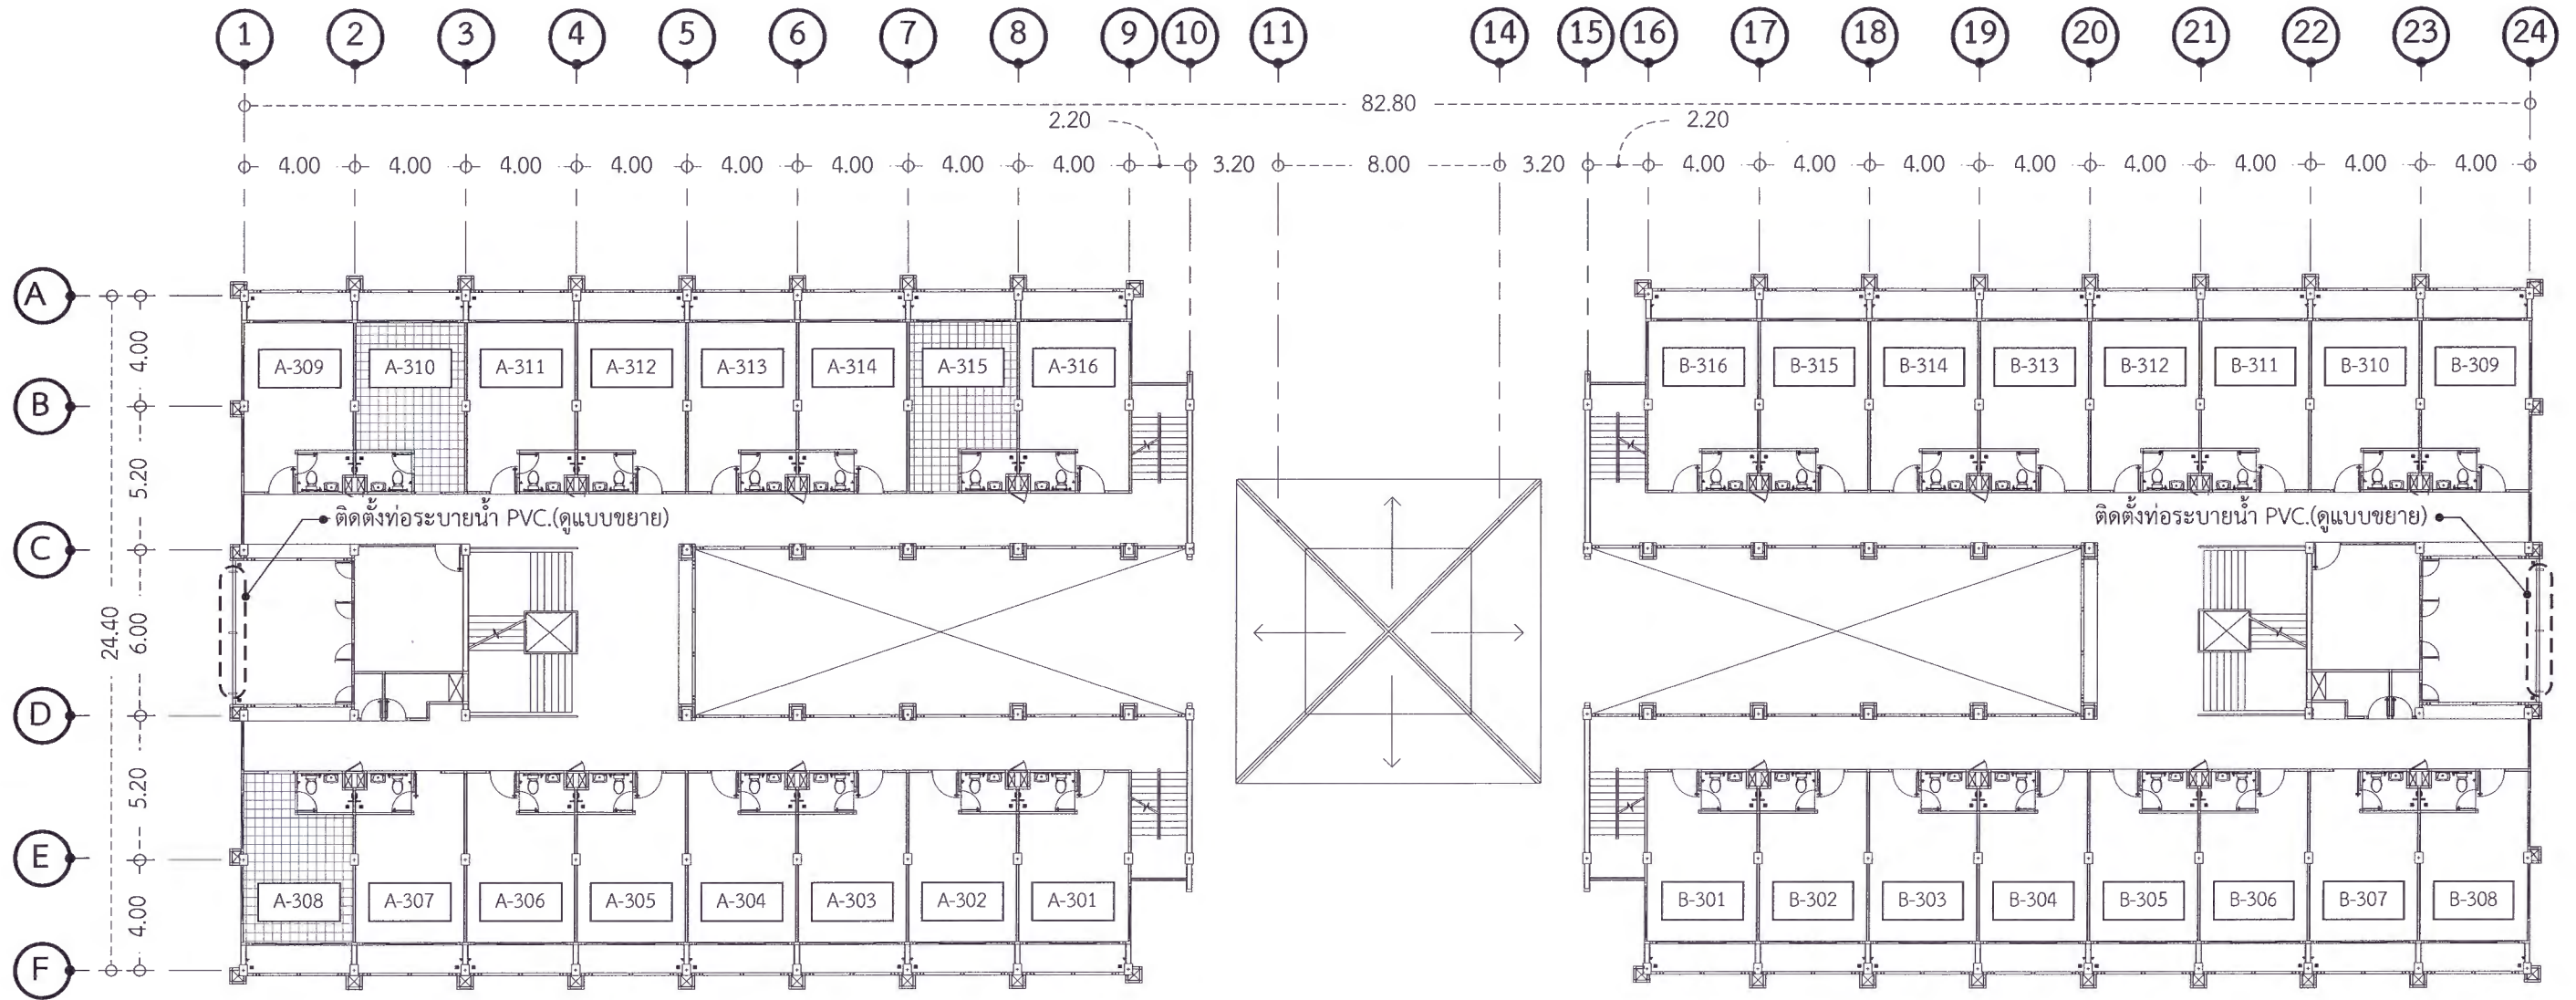 1 2 3 4 5 6 7 8 9 10 11 14 15 16 17 18 19 20 21 22 23 24
82.80
2.20 2.20
4.00 4.00 4.00 4.00 4.00 4.00 4.00 4.00 3.20 8.00 3.20 4.00 4.00 4.00 4.00 4.00 4.00 4.00 4.00
A
4.00
A-309 A-310 A-311 A-312 A-313 A-314 A-315 A-316 B-316 B-315 B-314 B-313 B-312 B-311 B-310 B-309
B
5.20
ติดตั้งท่อระบายน้ำ PVC.(ดูแบบขยาย) ติดตั้งท่อระบายน้ำ PVC.(ดูแบบขยาย)
C
24.40 6.00
D
5.20
E
A-308 A-307 A-306 A-305 A-304 A-303 A-302 A-301 B-301 B-302 B-303 B-304 B-305 B-306 B-307 B-308
4.00
F